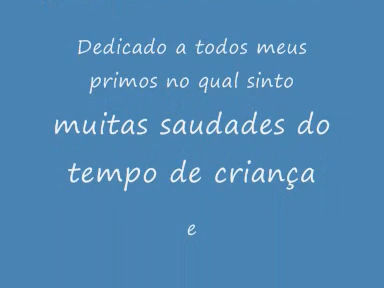 Dedicado a todos meus
primos no qual sinto
muitas saudades do
tempo de criança
e